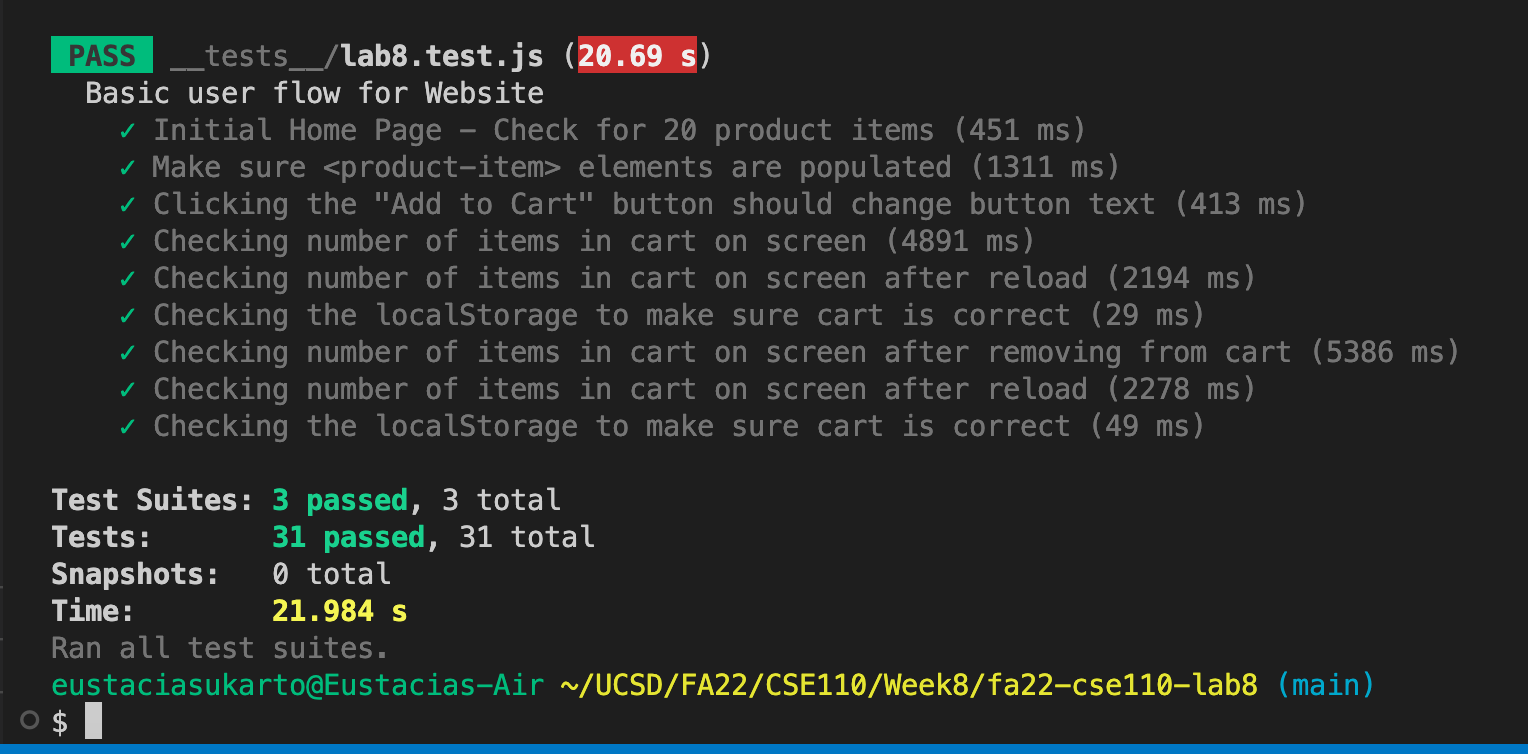 PASS __tests__/lab8.test.js (20.69 s)
Basic user flow for Website
✓ Initial Home Page – Check for 20 product items (451 ms)
✓ Make sure <product-item> elements are populated (1311 ms)
✓ Clicking the "Add to Cart" button should change button text (413 ms)
✓ Checking number of items in cart on screen (4891 ms)
✓ Checking number of items in cart on screen after reload (2194 ms)
✓ Checking the localStorage to make sure cart is correct (29 ms)
✓ Checking number of items in cart on screen after removing from cart (5386 ms)
✓ Checking number of items in cart on screen after reload (2278 ms)
✓ Checking the localStorage to make sure cart is correct (49 ms)
Test Suites: 3 passed, 3 total
Tests: 31 passed, 31 total
Snapshots: 0 total
Time: 21.984 s
Ran all test suites.
eustaciasukarto@Eustacias-Air ~/UCSD/FA22/CSE110/Week8/fa22-cse110-lab8 (main)
$